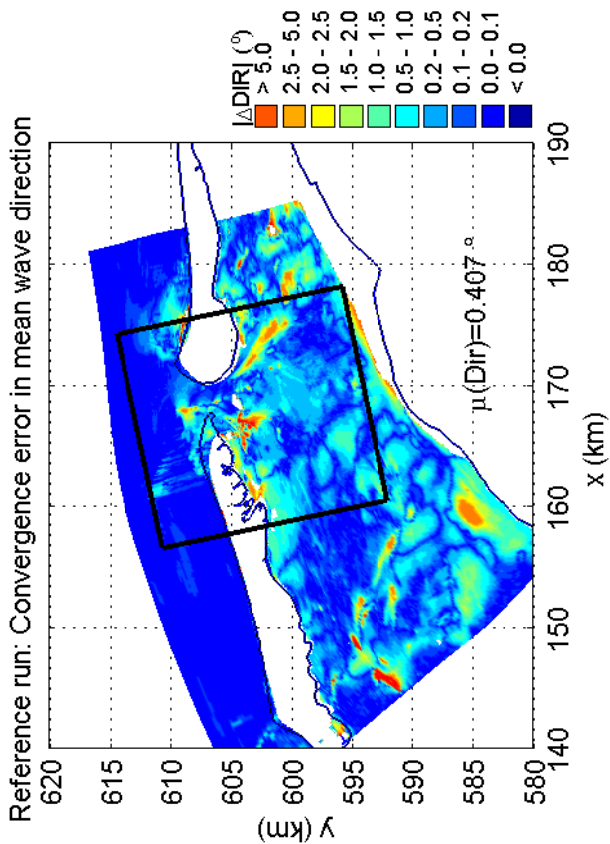 Reference run: Convergence error in mean wave direction
620
615
610
605
600
595
590
585
580
y (km)
140
150
160
170
180
190
x (km)
μ(Dir)=0.407 °
|△DIR| (°)
> 5.0
2.5 - 5.0
2.0 - 2.5
1.5 - 2.0
1.0 - 1.5
0.5 - 1.0
0.2 - 0.5
0.1 - 0.2
0.0 - 0.1
< 0.0